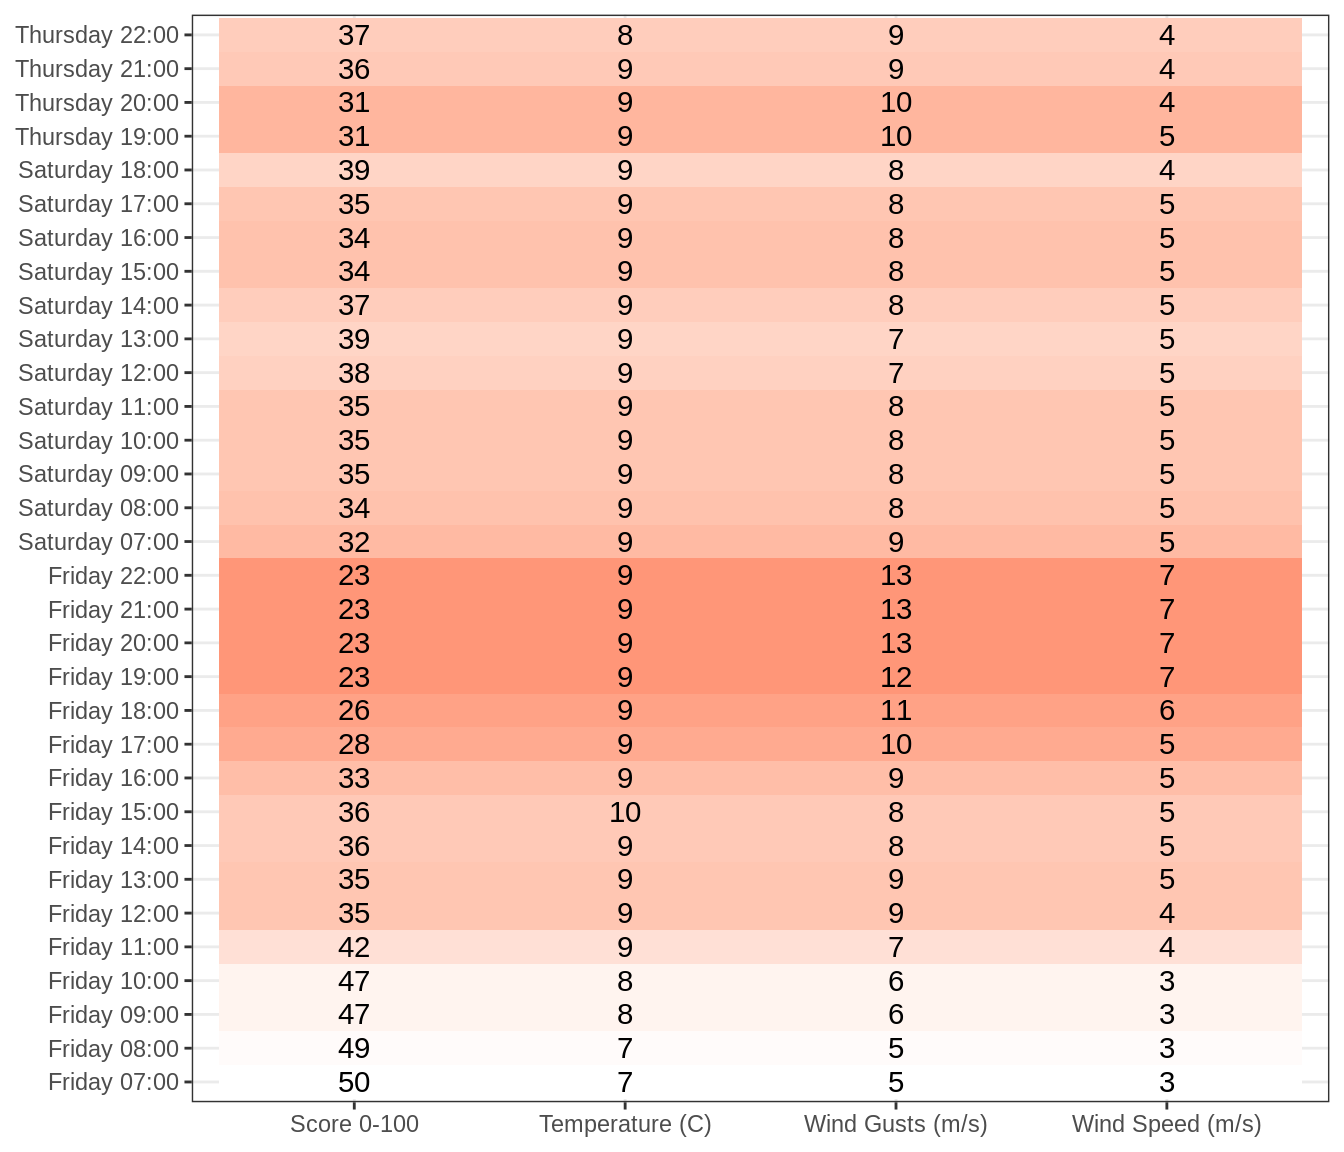 Thursday 22:00 37 8 9 4
Thursday 21:00 36 9 9 4
Thursday 20:00 31 9 10 4
Thursday 19:00 31 9 10 5
Saturday 18:00 39 9 8 4
Saturday 17:00 35 9 8 5
Saturday 16:00 34 9 8 5
Saturday 15:00 34 9 8 5
Saturday 14:00 37 9 8 5
Saturday 13:00 39 9 7 5
Saturday 12:00 38 9 7 5
Saturday 11:00 35 9 8 5
Saturday 10:00 35 9 8 5
Saturday 09:00 35 9 8 5
Saturday 08:00 34 9 8 5
Saturday 07:00 32 9 9 5
Friday 22:00 23 9 13 7
Friday 21:00 23 9 13 7
Friday 20:00 23 9 13 7
Friday 19:00 23 9 12 7
Friday 18:00 26 9 11 6
Friday 17:00 28 9 10 5
Friday 16:00 33 9 9 5
Friday 15:00 36 10 8 5
Friday 14:00 36 9 8 5
Friday 13:00 35 9 9 5
Friday 12:00 35 9 9 4
Friday 11:00 42 9 7 4
Friday 10:00 47 8 6 3
Friday 09:00 47 8 6 3
Friday 08:00 49 7 5 3
Friday 07:00 50 7 5 3
Score 0-100 Temperature (C) Wind Gusts (m/s) Wind Speed (m/s)